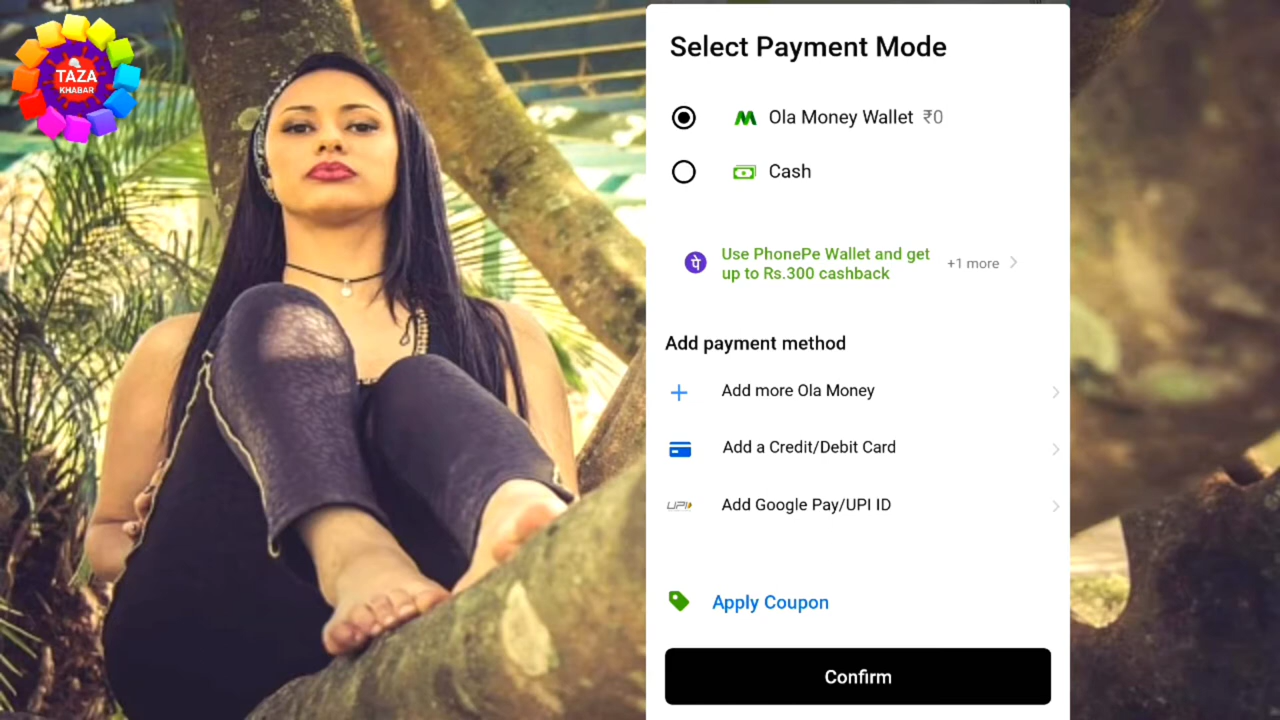 TAZA
KHABAR
Select Payment Mode
Ola Money Wallet ₹0
Cash
पे
Use PhonePe Wallet and get
up to Rs.300 cashback
+1 more
Add payment method
Add more Ola Money
Add a Credit/Debit Card
UPI
Add Google Pay/UPI ID
Apply Coupon
Confirm